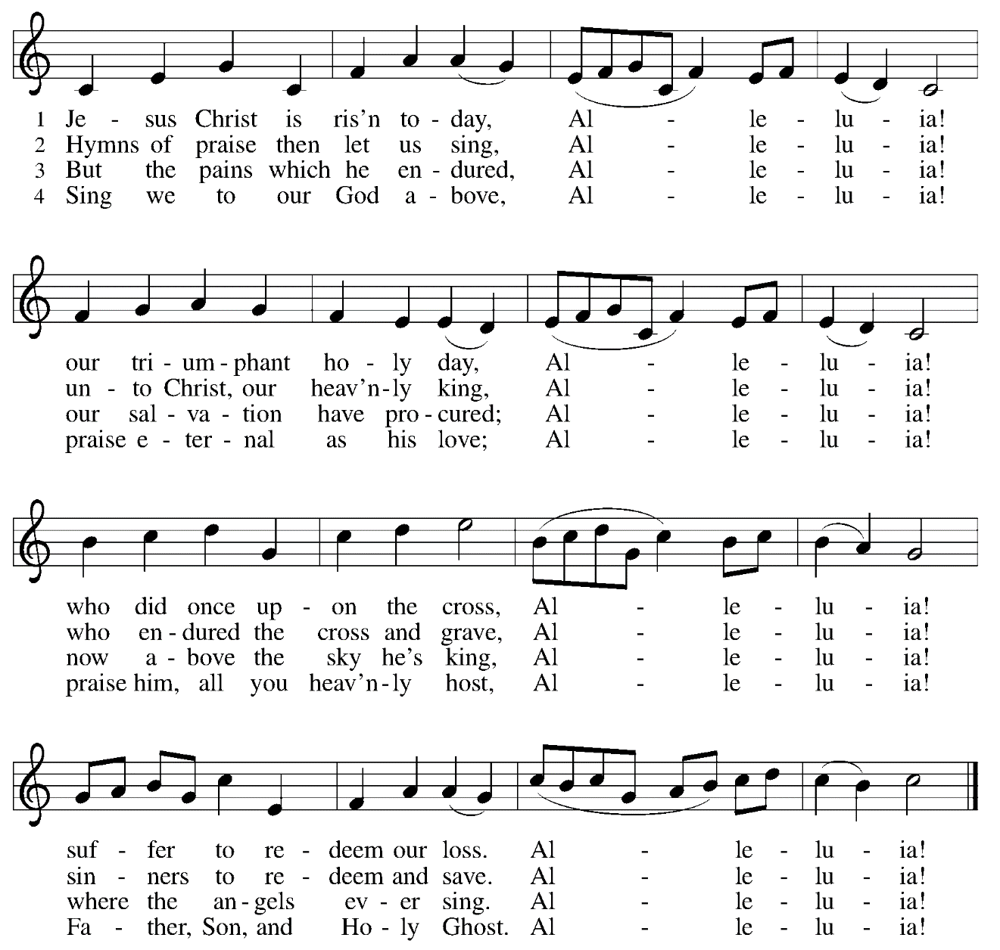 1 Je - sus Christ is ris'n to - day, Al - le - lu - ia!
2 Hymns of praise then let us sing, Al - le - lu - ia!
3 But the pains which he en - dured, Al - le - lu - ia!
4 Sing we to our God a - bove, Al - le - lu - ia!
our tri - um - phant ho - ly day, Al - le - lu - ia!
un - to Christ, our heav'n - ly king, Al - le - lu - ia!
our sal - va - tion have pro - cured; Al - le - lu - ia!
praise e - ter - nal as his love; Al - le - lu - ia!
who did once up - on the cross, Al - le - lu - ia!
who en - dured the cross and grave, Al - le - lu - ia!
now a - bove the sky he's king, Al - le - lu - ia!
praise him, all you heav'n - ly host, Al - le - lu - ia!
suf - fer to re - deem our loss. Al - le - lu - ia!
sin - ners to re - deem and save. Al - le - lu - ia!
where the an - gels ev - er sing. Al - le - lu - ia!
Fa - ther, Son, and Ho - ly Ghost. Al - le - lu - ia!